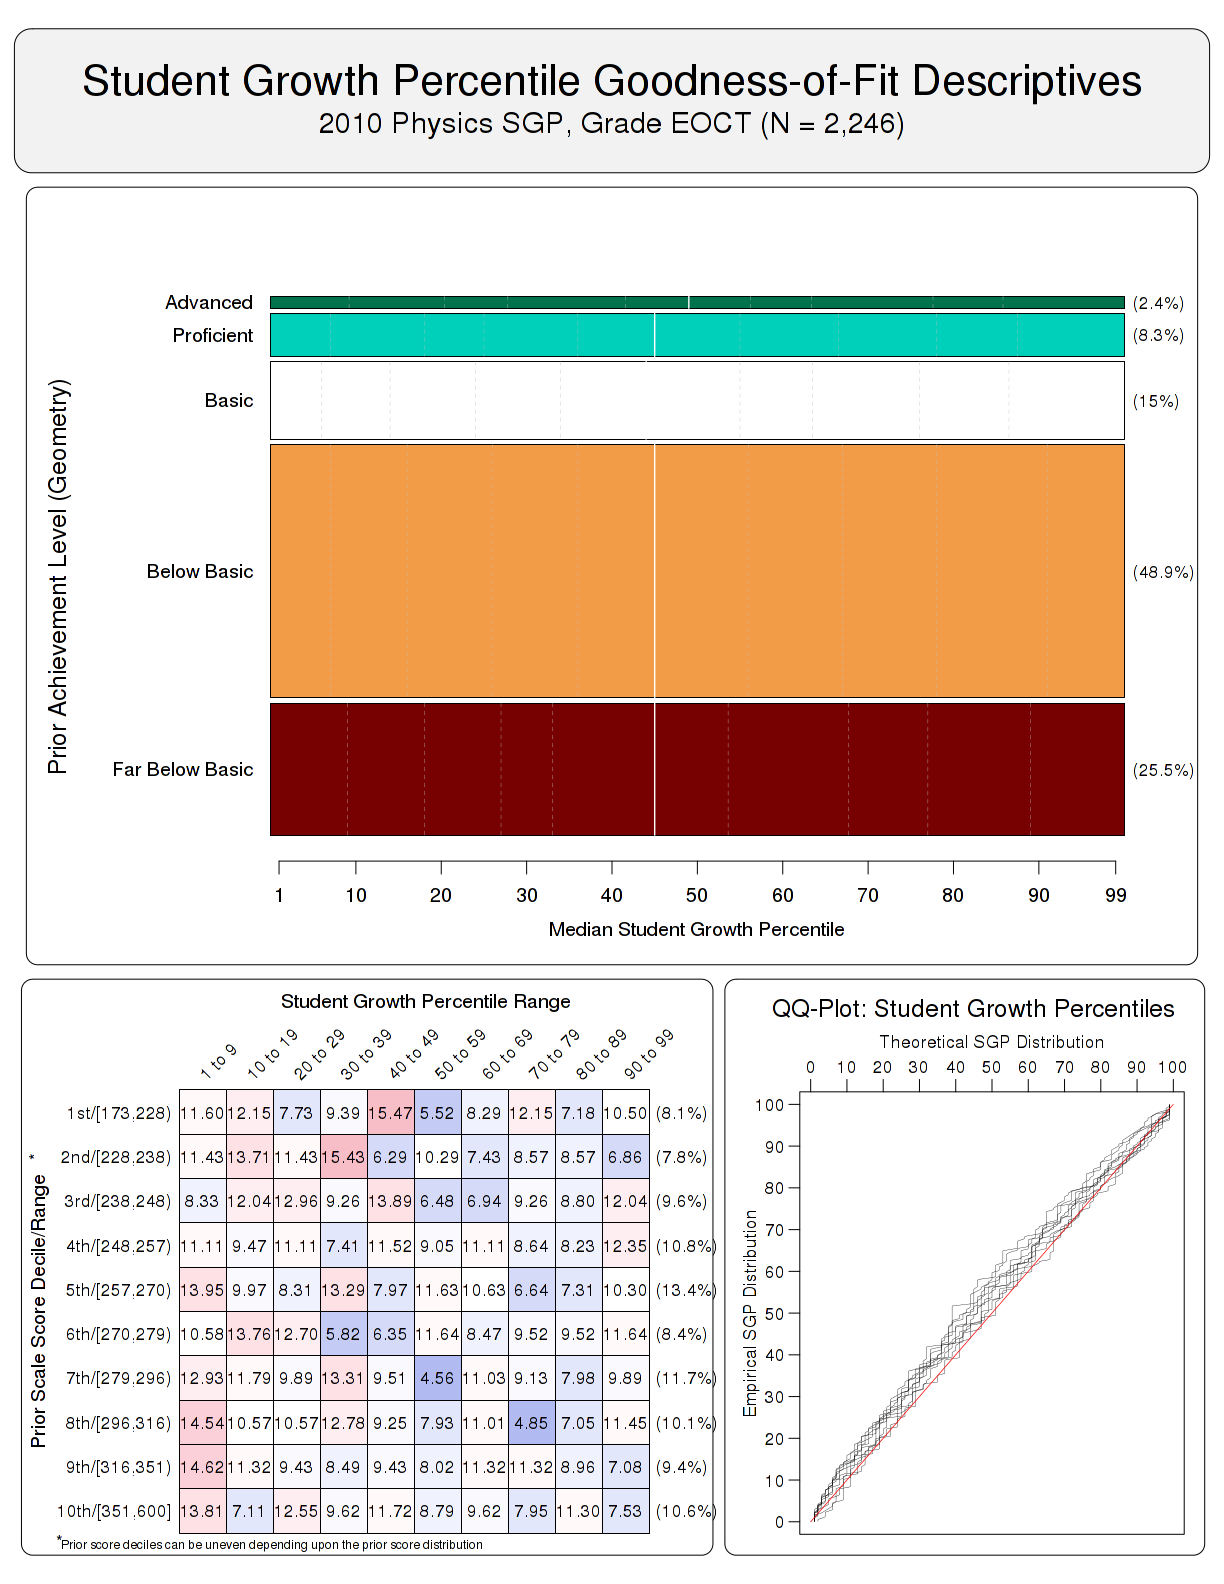 Student Growth Percentile Goodness-of-Fit Descriptives
2010 Physics SGP, Grade EOCT (N = 2,246)
Prior Achievement Level (Geometry)
Advanced (2.4%)
Proficient (8.3%)
Basic (15%)
Below Basic (48.9%)
Far Below Basic (25.5%)
1 10 20 30 40 50 60 70 80 90 99
Median Student Growth Percentile
Student Growth Percentile Range
1 to 9 10 to 19 20 to 29 30 to 39 40 to 49 50 to 59 60 to 69 70 to 79 80 to 89 90 to 99
Prior Scale Score Decile/Range *
1st/[173,228) 11.60 12.15 7.73 9.39 15.47 5.52 8.29 12.15 7.18 10.50 (8.1%)
2nd/[228,238) 11.43 13.71 11.43 15.43 6.29 10.29 7.43 8.57 8.57 6.86 (7.8%)
3rd/[238,248) 8.33 12.04 12.96 9.26 13.89 6.48 6.94 9.26 8.80 12.04 (9.6%)
4th/[248,257) 11.11 9.47 11.11 7.41 11.52 9.05 11.11 8.64 8.23 12.35 (10.8%)
5th/[257,270) 13.95 9.97 8.31 13.29 7.97 11.63 10.63 6.64 7.31 10.30 (13.4%)
6th/[270,279) 10.58 13.76 12.70 5.82 6.35 11.64 8.47 9.52 9.52 11.64 (8.4%)
7th/[279,296) 12.93 11.79 9.89 13.31 9.51 4.56 11.03 9.13 7.98 9.89 (11.7%)
8th/[296,316) 14.54 10.57 10.57 12.78 9.25 7.93 11.01 4.85 7.05 11.45 (10.1%)
9th/[316,351) 14.62 11.32 9.43 8.49 9.43 8.02 11.32 11.32 8.96 7.08 (9.4%)
10th/[351,600] 13.81 7.11 12.55 9.62 11.72 8.79 9.62 7.95 11.30 7.53 (10.6%)
*Prior score deciles can be uneven depending upon the prior score distribution
QQ-Plot: Student Growth Percentiles
Theoretical SGP Distribution
0 10 20 30 40 50 60 70 80 90 100
Empirical SGP Distribution
100
90
80
70
60
50
40
30
20
10
0